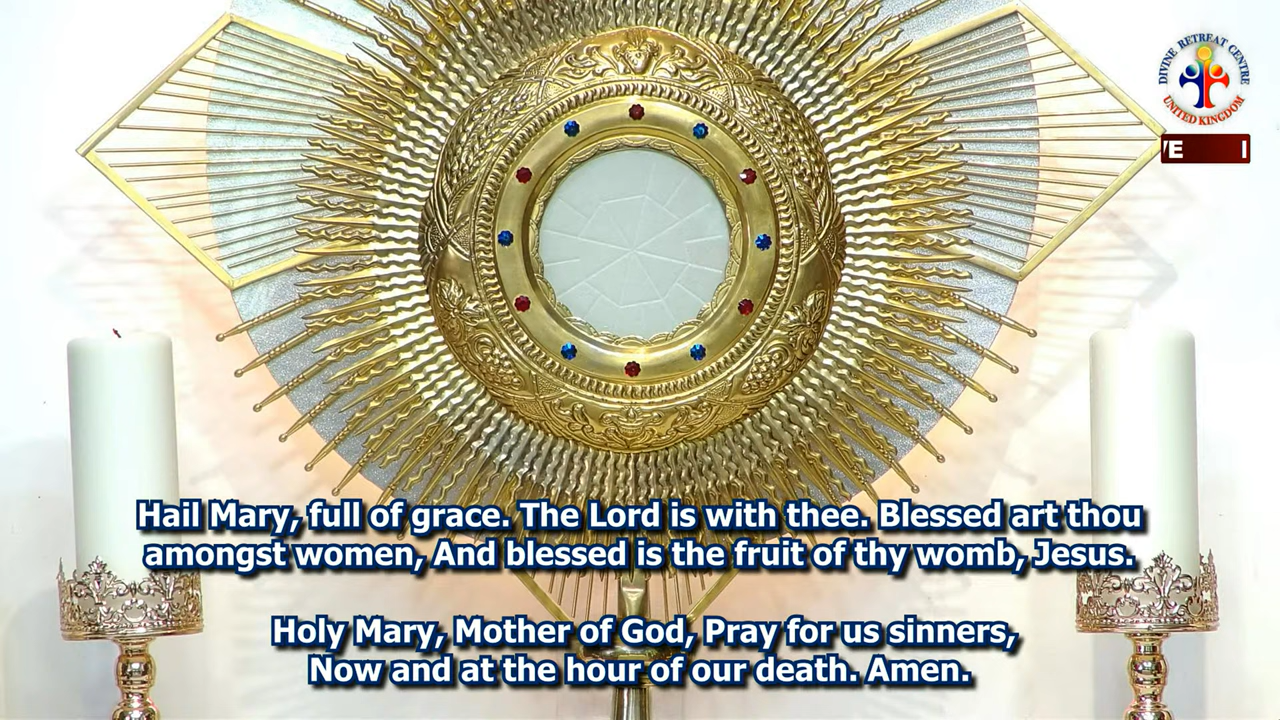 DIVINE RETREAT CENTRE
UNITED KINGDOM
Hail Mary, full of grace. The Lord is with thee. Blessed art thou
amongst women, And blessed is the fruit of thy womb, Jesus.
Holy Mary, Mother of God, Pray for us sinners,
Now and at the hour of our death. Amen.